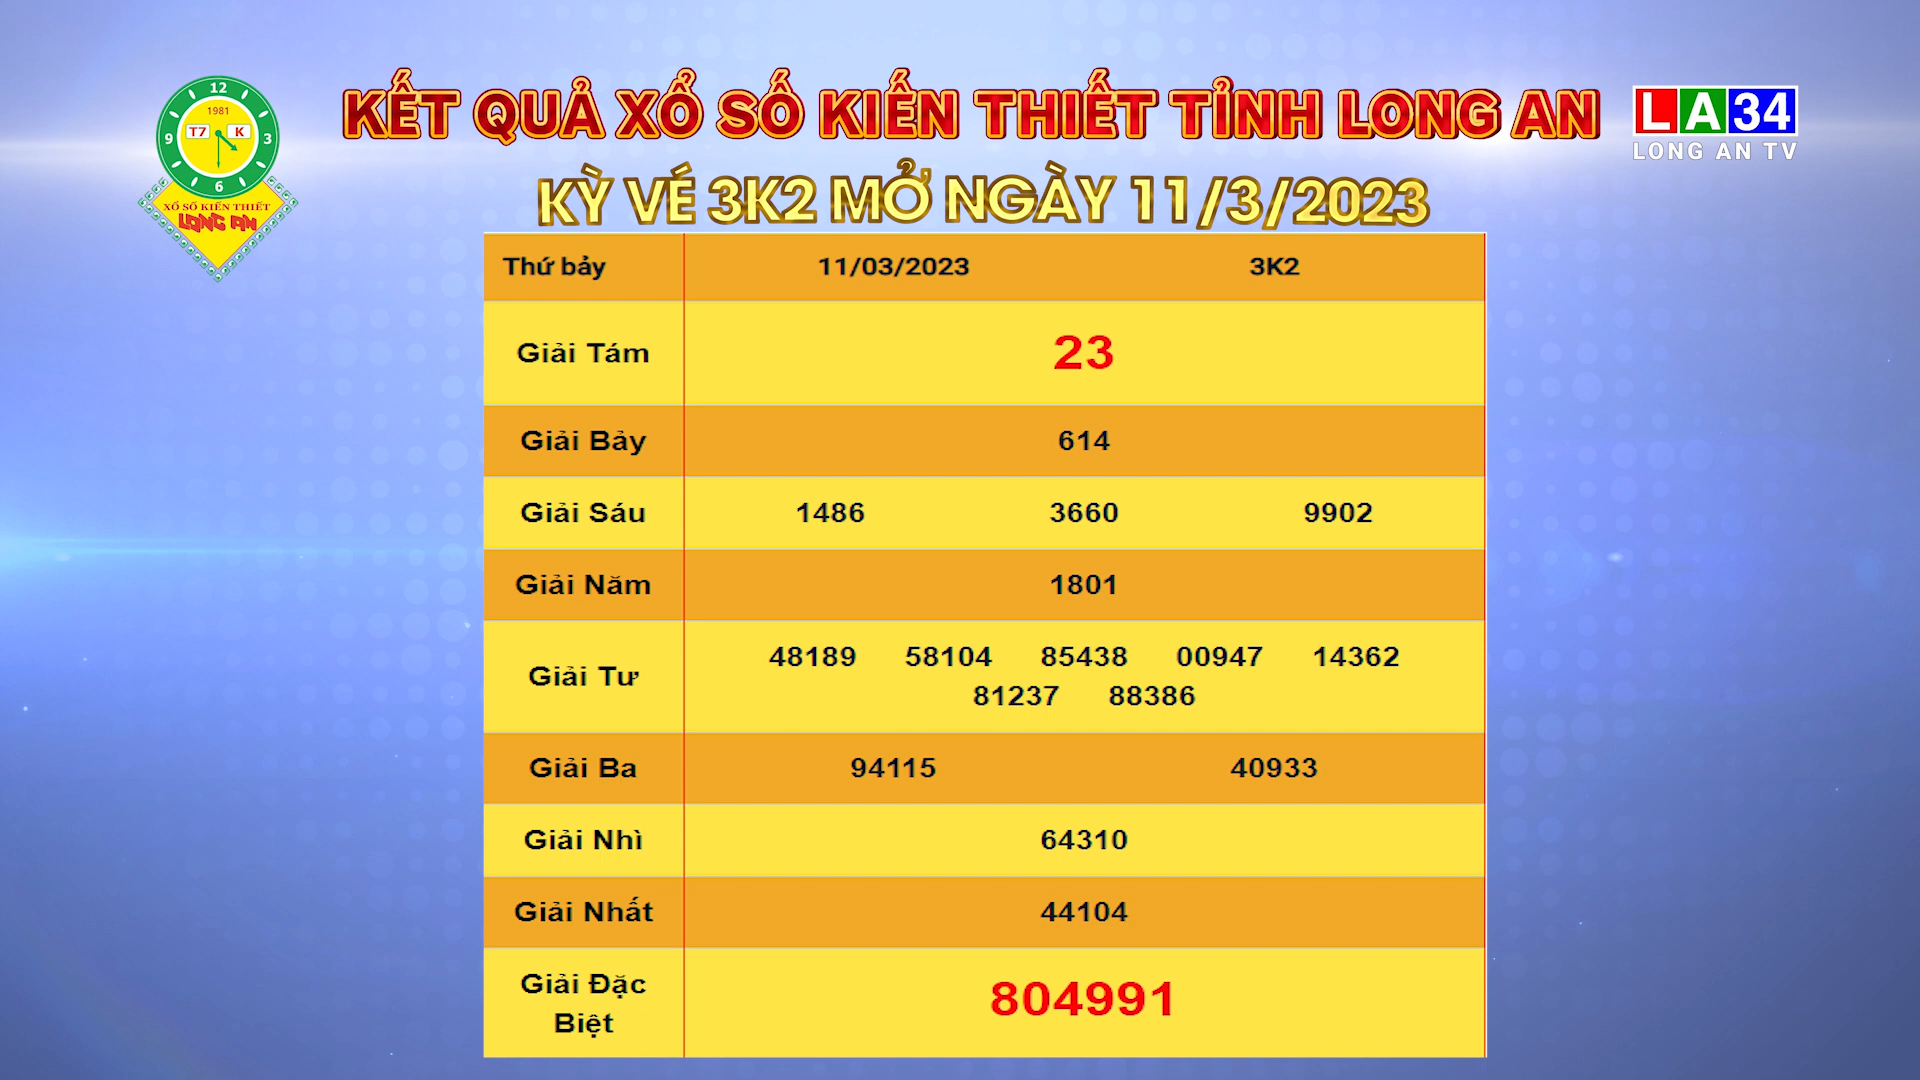 KẾT QUẢ XỔ SỐ KIẾN THIẾT TỈNH LONG AN
KỲ VÉ 3K2 MỞ NGÀY 11/3/2023
12
1981
T7 K
9 3
6
XỔ SỐ KIẾN THIẾT
LONG AN
LA34
LONG AN TV
Thứ bảy 11/03/2023 3K2
Giải Tám 23
Giải Bảy 614
Giải Sáu 1486 3660 9902
Giải Năm 1801
Giải Tư 48189 58104 85438 00947 14362
81237 88386
Giải Ba 94115 40933
Giải Nhì 64310
Giải Nhất 44104
Giải Đặc
Biệt 804991